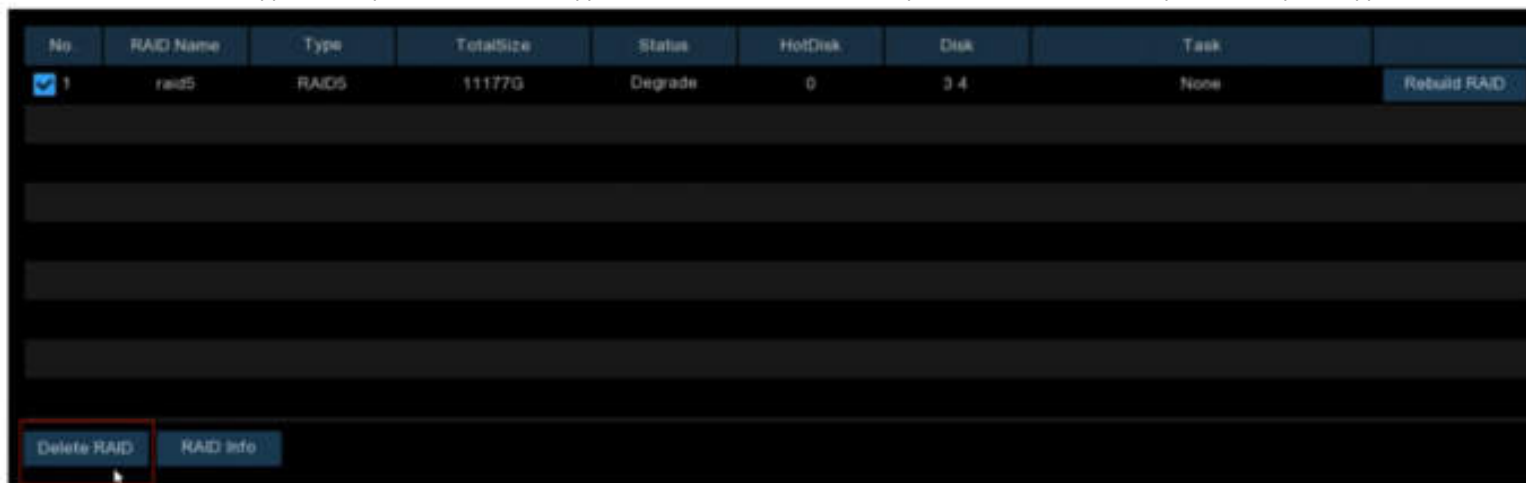 No. RAID Name Type TotalSize Status HotDisk Disk Task
1 raid5 RAID5 11177G Degrade 0 3 4 None Rebuild RAID
Delete RAID RAID Info